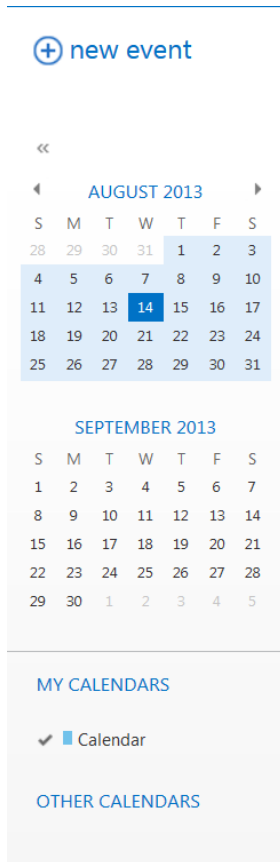 new event
«
AUGUST 2013
S M T W T F S
28 29 30 31 1 2 3
4 5 6 7 8 9 10
11 12 13 14 15 16 17
18 19 20 21 22 23 24
25 26 27 28 29 30 31
SEPTEMBER 2013
S M T W T F S
1 2 3 4 5 6 7
8 9 10 11 12 13 14
15 16 17 18 19 20 21
22 23 24 25 26 27 28
29 30 1 2 3 4 5
MY CALENDARS
Calendar
OTHER CALENDARS